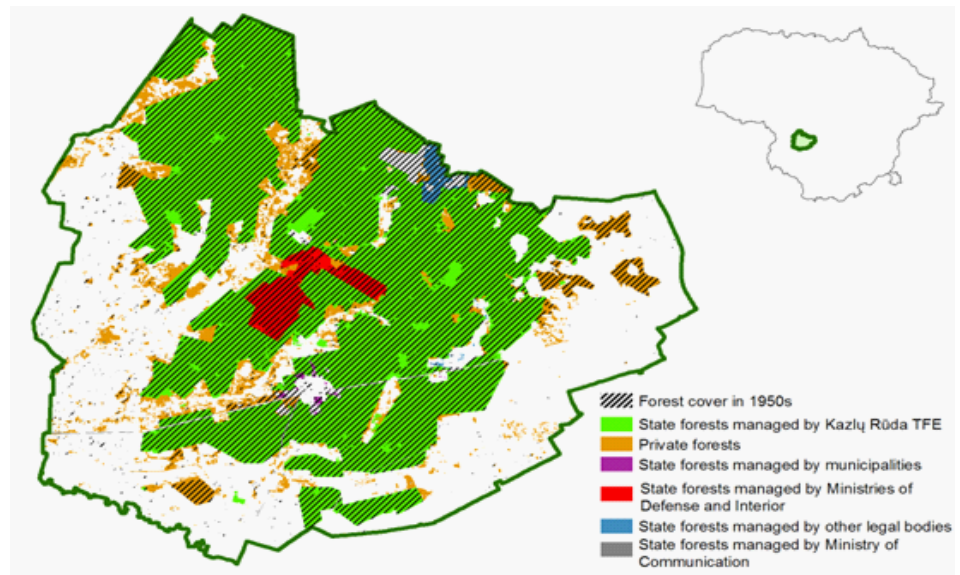 Forest cover in 1950s
State forests managed by Kazlų Rūda TFE
Private forests
State forests managed by municipalities
State forests managed by Ministries of
Defense and Interior
State forests managed by other legal bodies
State forests managed by Ministry of
Communication